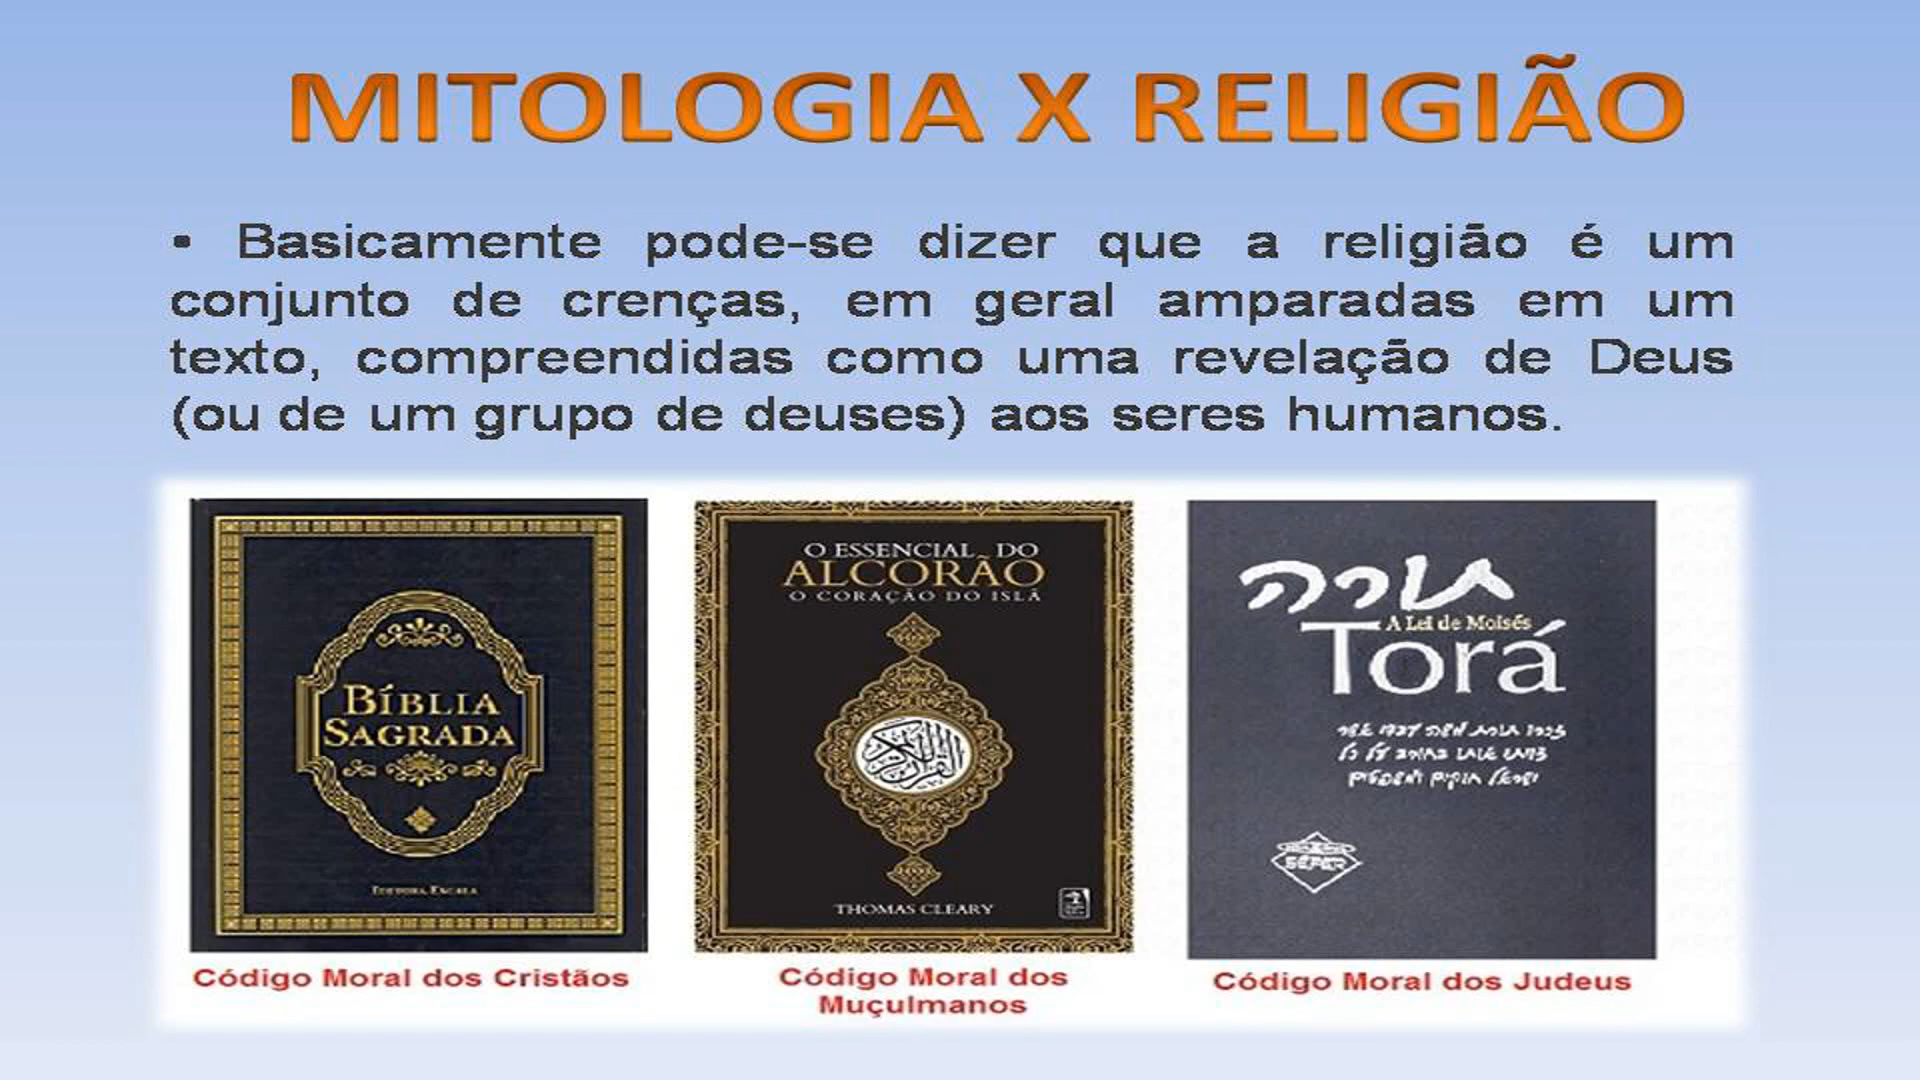 MITOLOGIA X RELIGIÃO
• Basicamente pode-se dizer que a religião é um
conjunto de crenças, em geral amparadas em um
texto, compreendidas como uma revelação de Deus
(ou de um grupo de deuses) aos seres humanos.
BÍBLIA
SAGRADA
EDITORA ESCALA
O ESSENCIAL DO
ALCORÃO
O CORAÇÃO DO ISLÃ
THOMAS CLEARY
תורה
A Lei de Moisés
Torá
SÊFER
Código Moral dos Cristãos
Código Moral dos
Muçulmanos
Código Moral dos Judeus